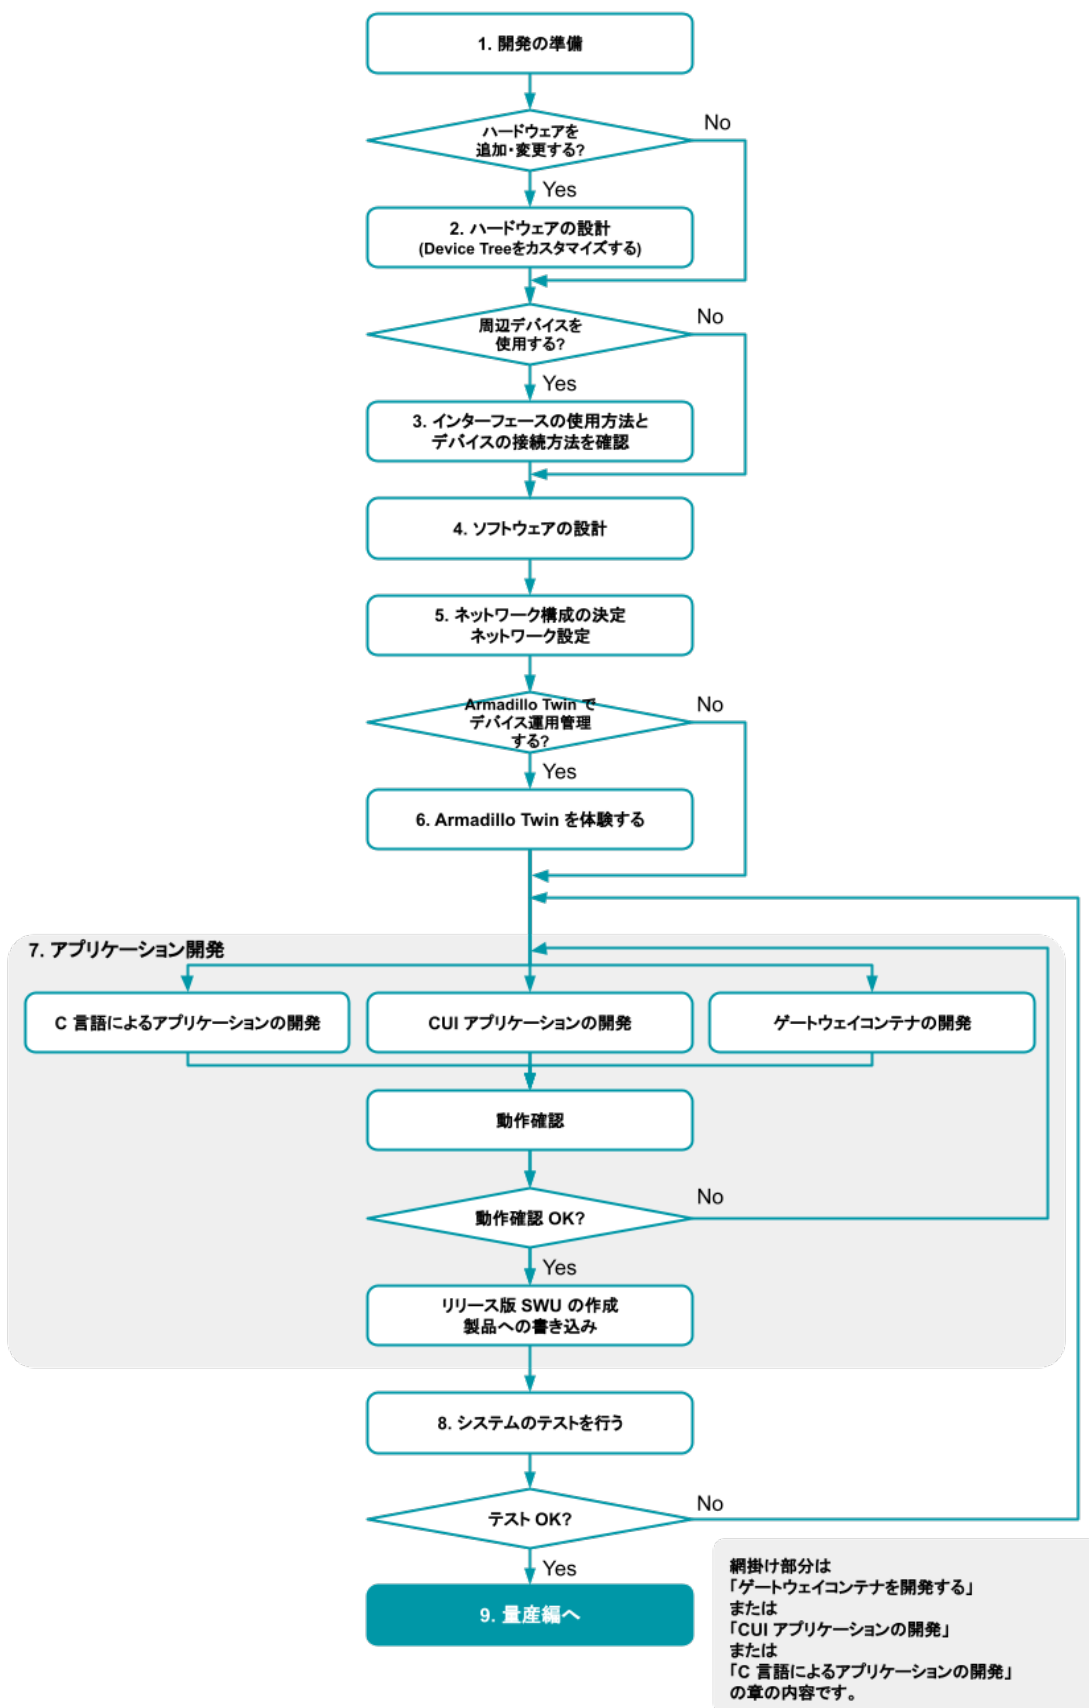 1. 開発の準備
ハードウェアを
追加・変更する?
No
Yes
2. ハードウェアの設計
(Device Treeをカスタマイズする)
周辺デバイスを
使用する?
No
Yes
3. インターフェースの使用方法と
デバイスの接続方法を確認
4. ソフトウェアの設計
5. ネットワーク構成の決定
ネットワーク設定
Armadillo Twin で
デバイス運用管理
する?
No
Yes
6. Armadillo Twin を体験する
7. アプリケーション開発
C 言語によるアプリケーションの開発
CUI アプリケーションの開発
ゲートウェイコンテナの開発
動作確認
動作確認 OK?
No
Yes
リリース版 SWU の作成
製品への書き込み
8. システムのテストを行う
テスト OK?
No
Yes
9. 量産編へ
網掛け部分は
「ゲートウェイコンテナを開発する」
または
「CUI アプリケーションの開発」
または
「C 言語によるアプリケーションの開発」
の章の内容です。